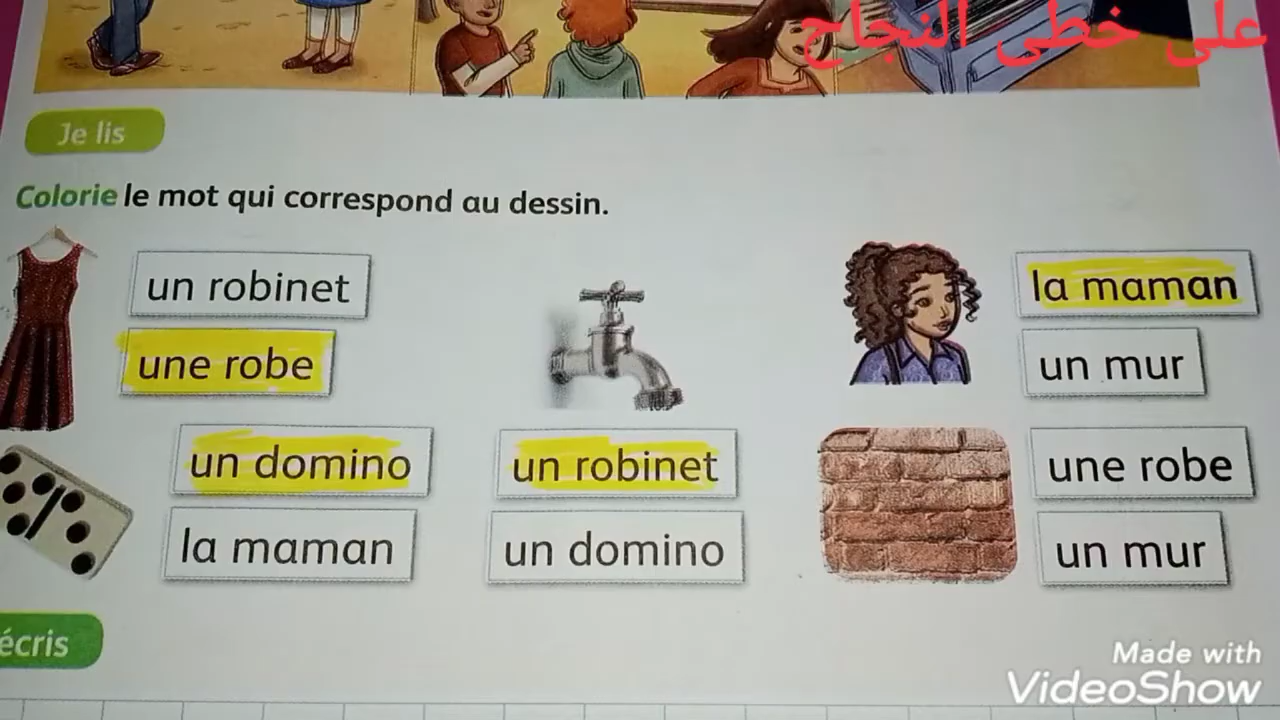 على خطى النجاح
Je lis
Colorie le mot qui correspond au dessin.
un robinet
une robe
un domino
la maman
un robinet
un domino
la maman
un mur
une robe
un mur
écris
Made with
VideoShow